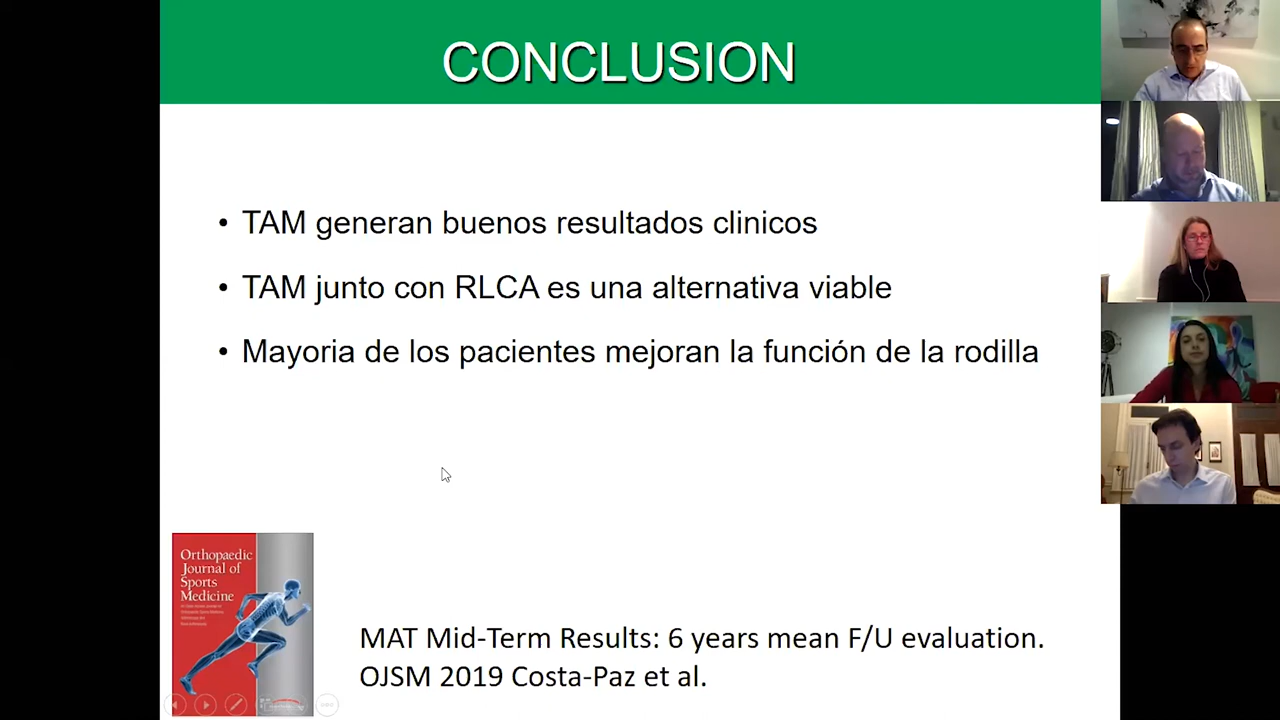 CONCLUSION
• TAM generan buenos resultados clinicos
• TAM junto con RLCA es una alternativa viable
• Mayoria de los pacientes mejoran la función de la rodilla
Orthopaedic
Journal of
Sports
Medicine
MAT Mid-Term Results: 6 years mean F/U evaluation.
OJSM 2019 Costa-Paz et al.